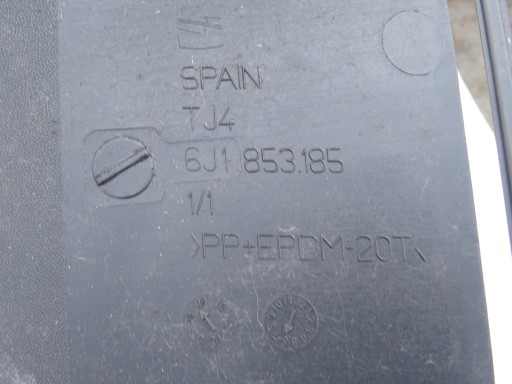 SPAIN
TJ4
6J1 853.185
1/1
>PP+EPDM-20T<